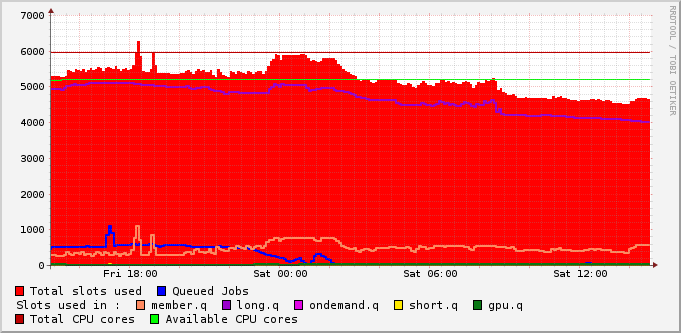 7000
6000
5000
4000
3000
2000
1000
0
Fri 18:00 Sat 00:00 Sat 06:00 Sat 12:00
Total slots used Queued Jobs
Slots used in : member.q long.q ondemand.q short.q gpu.q
Total CPU cores Available CPU cores
RRDTOOL / TOBI OETIKER